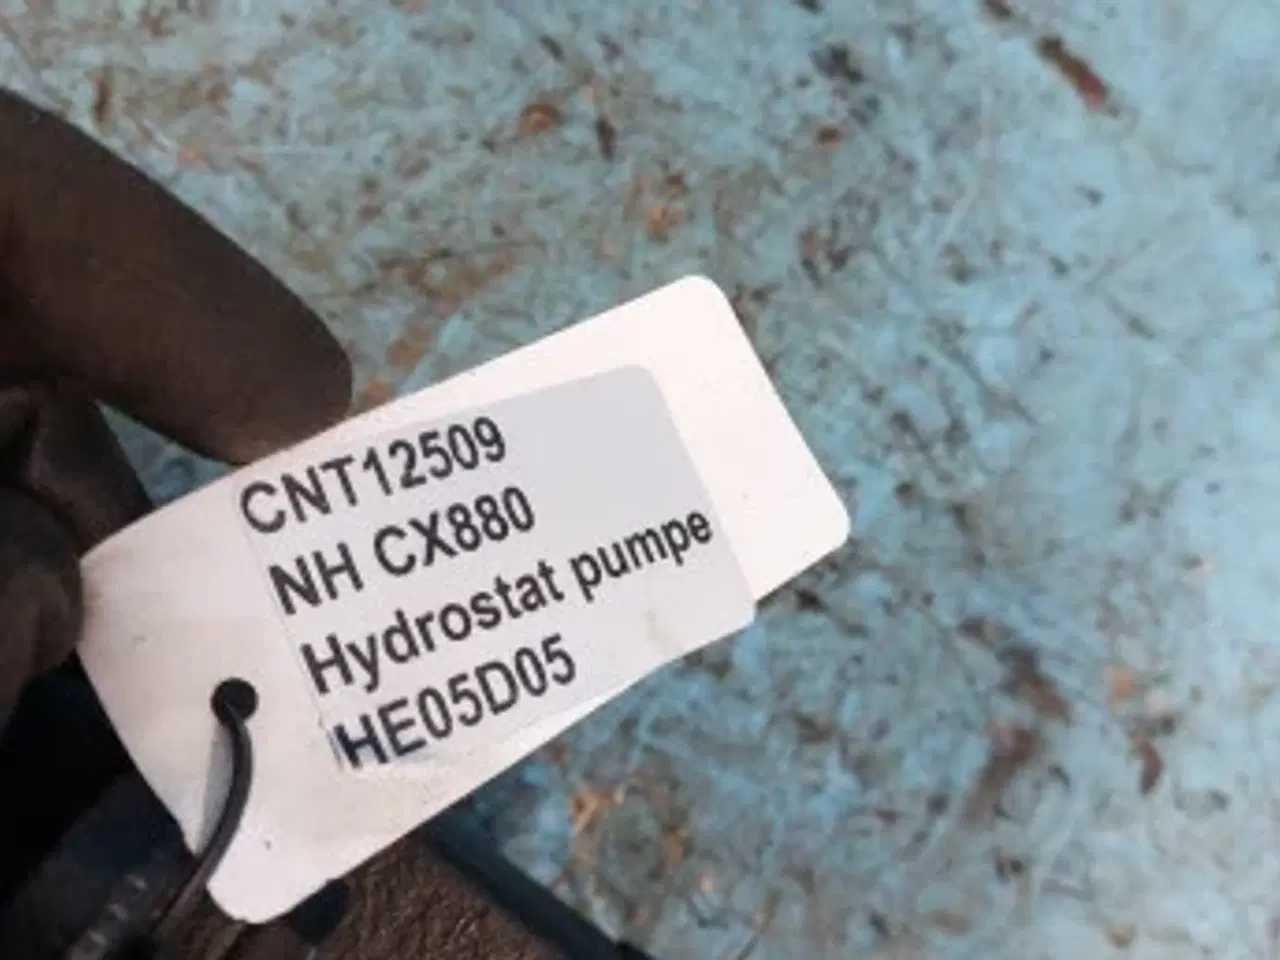 CNT12509
NH CX880
Hydrostat pumpe
HE05D05